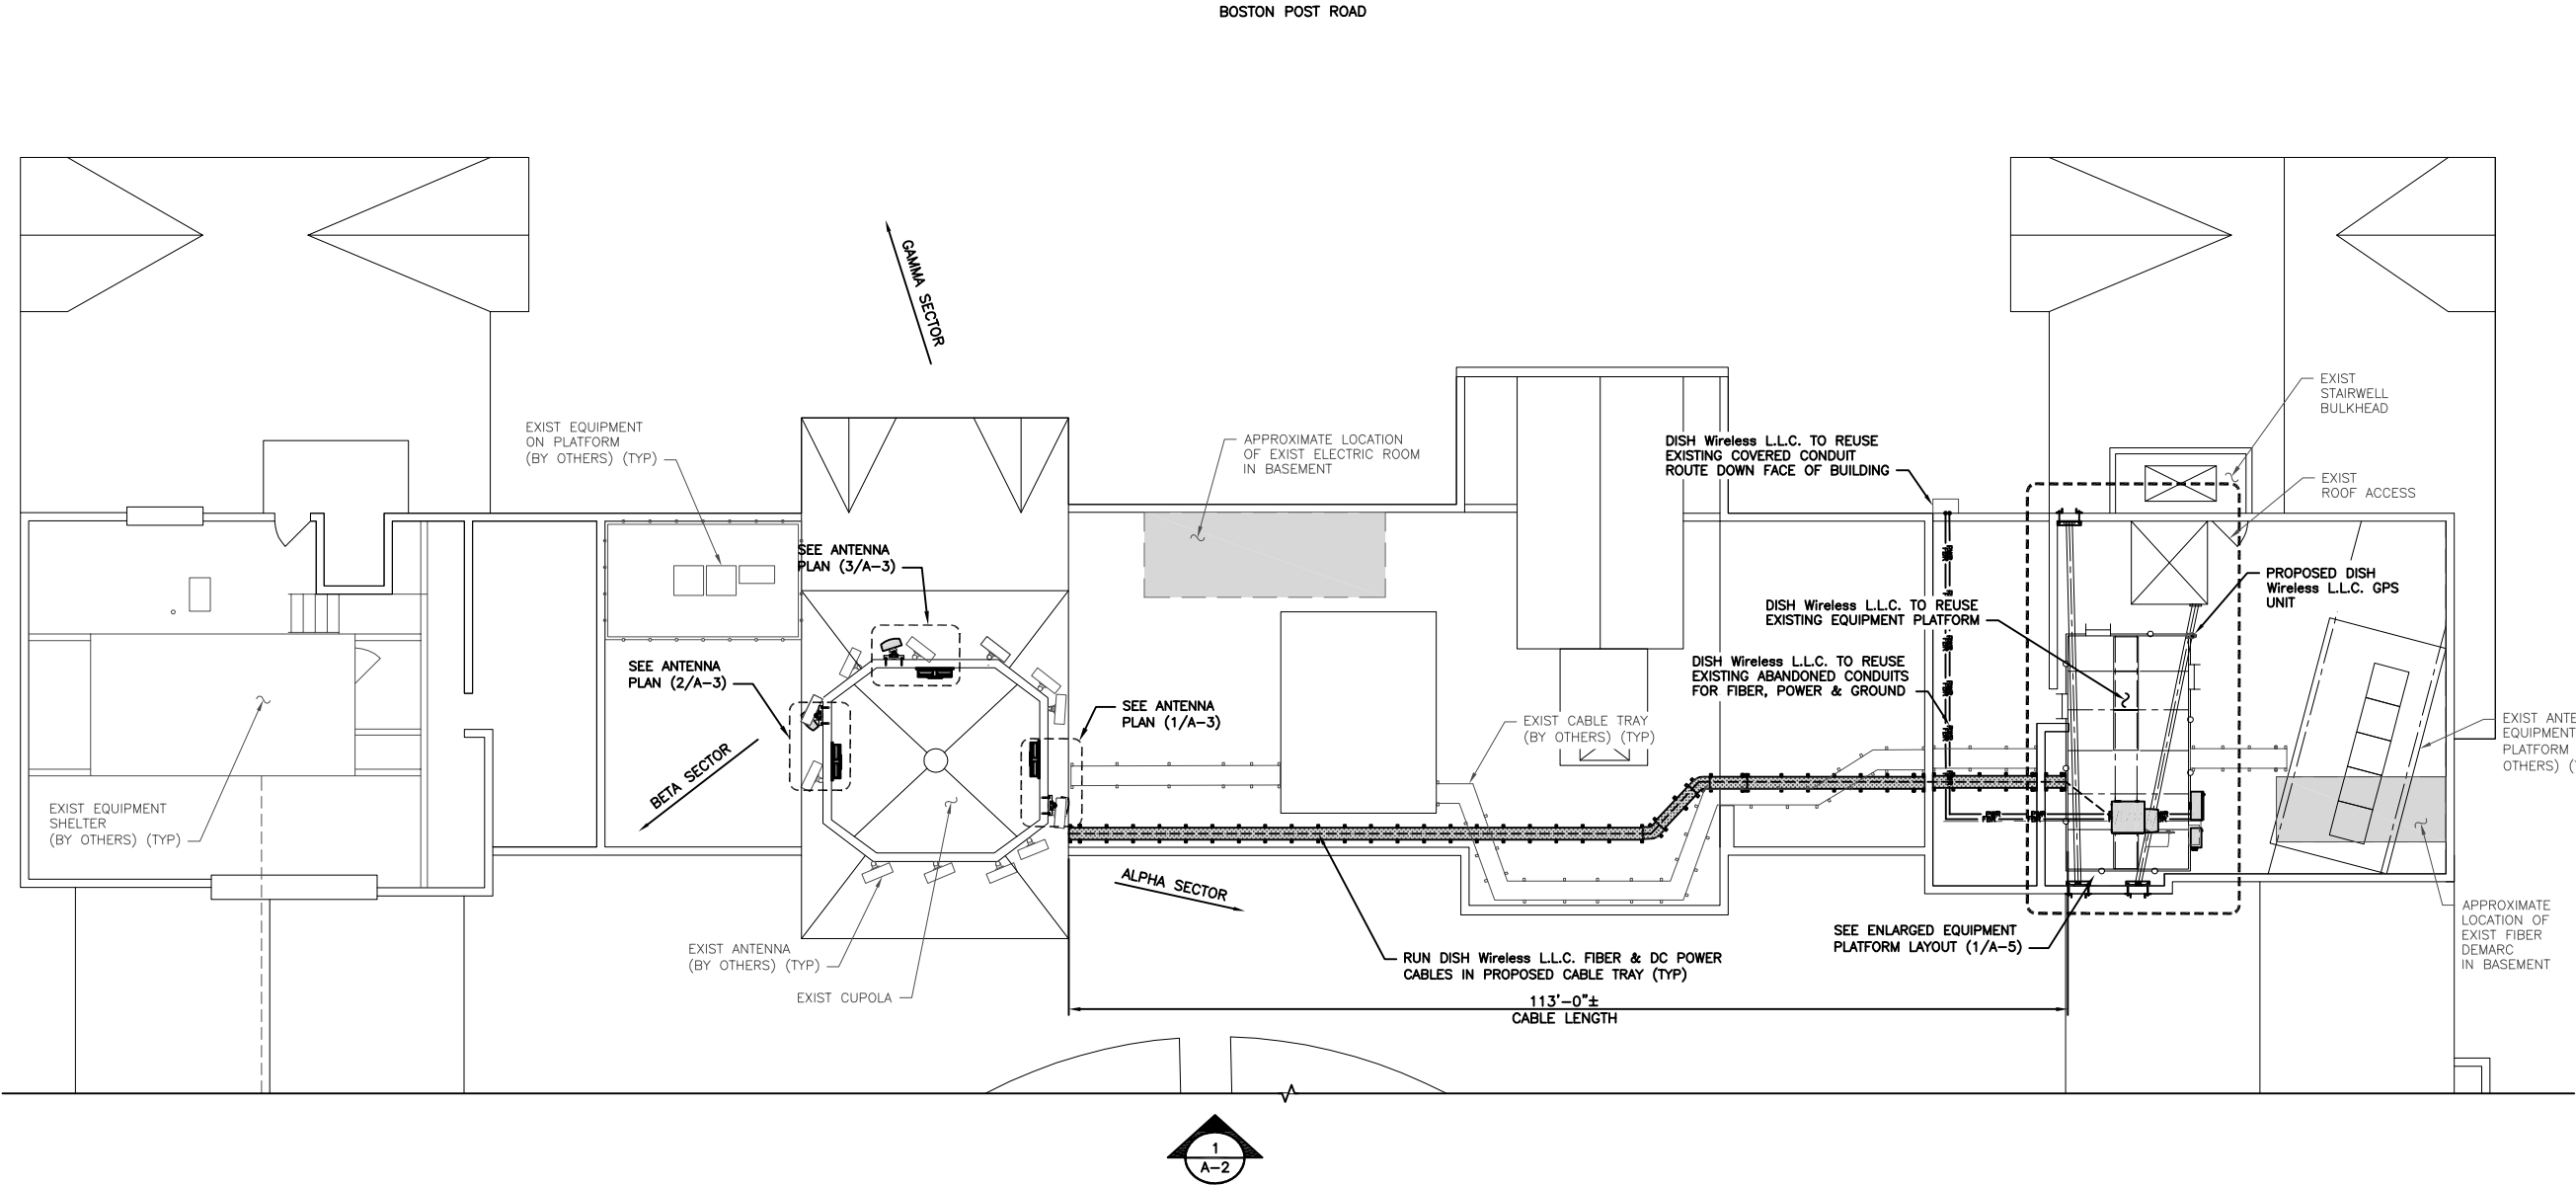 BOSTON POST ROAD
GAMMA SECTOR
EXIST EQUIPMENT
ON PLATFORM
(BY OTHERS) (TYP)
APPROXIMATE LOCATION
OF EXIST ELECTRIC ROOM
IN BASEMENT
DISH Wireless L.L.C. TO REUSE
EXISTING COVERED CONDUIT
ROUTE DOWN FACE OF BUILDING
EXIST
STAIRWELL
BULKHEAD
EXIST
ROOF ACCESS
SEE ANTENNA
PLAN (3/A-3)
PROPOSED DISH
Wireless L.L.C. GPS
UNIT
DISH Wireless L.L.C. TO REUSE
EXISTING EQUIPMENT PLATFORM
SEE ANTENNA
PLAN (2/A-3)
DISH Wireless L.L.C. TO REUSE
EXISTING ABANDONED CONDUITS
FOR FIBER, POWER & GROUND
SEE ANTENNA
PLAN (1/A-3)
EXIST CABLE TRAY
(BY OTHERS) (TYP)
EXIST ANTE
EQUIPMENT
PLATFORM
OTHERS) (
BETA SECTOR
EXIST EQUIPMENT
SHELTER
(BY OTHERS) (TYP)
ALPHA SECTOR
EXIST ANTENNA
(BY OTHERS) (TYP)
EXIST CUPOLA
RUN DISH Wireless L.L.C. FIBER & DC POWER
CABLES IN PROPOSED CABLE TRAY (TYP)
SEE ENLARGED EQUIPMENT
PLATFORM LAYOUT (1/A-5)
APPROXIMATE
LOCATION OF
EXIST FIBER
DEMARC
IN BASEMENT
113'-0"±
CABLE LENGTH
1
A-2